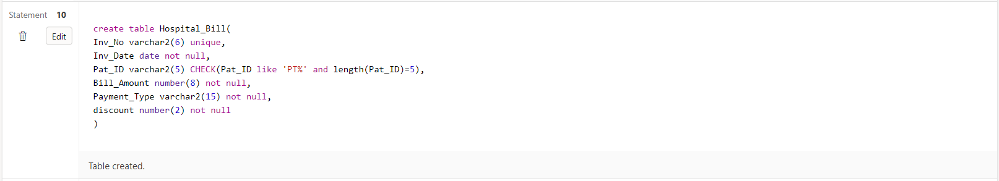 Statement 10
Edit
create table Hospital_Bill(
Inv_No varchar2(6) unique,
Inv_Date date not null,
Pat_ID varchar2(5) CHECK(Pat_ID like 'PT%' and length(Pat_ID)=5),
Bill_Amount number(8) not null,
Payment_Type varchar2(15) not null,
discount number(2) not null
)
Table created.